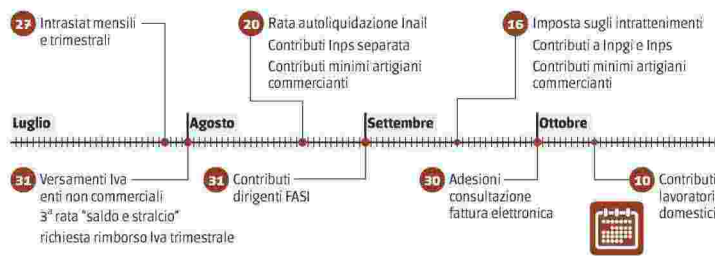 27 Intrasiat mensili
e trimestrali
20 Rata autoliquidazione Inail
Contributi Inps separata
Contributi minimi artigiani
commercianti
16 Imposta sugli intrattenimenti
Contributi a Inpgi e Inps
Contributi minimi artigiani
commercianti
Luglio
Agosto
Settembre
Ottobre
31 Versamenti Iva
enti non commerciali
3ª rata "saldo e stralcio"
richiesta rimborso Iva trimestrale
31 Contributi
dirigenti FASI
30 Adesioni
consultazione
fattura elettronica
10 Contributi
lavoratori
domestici